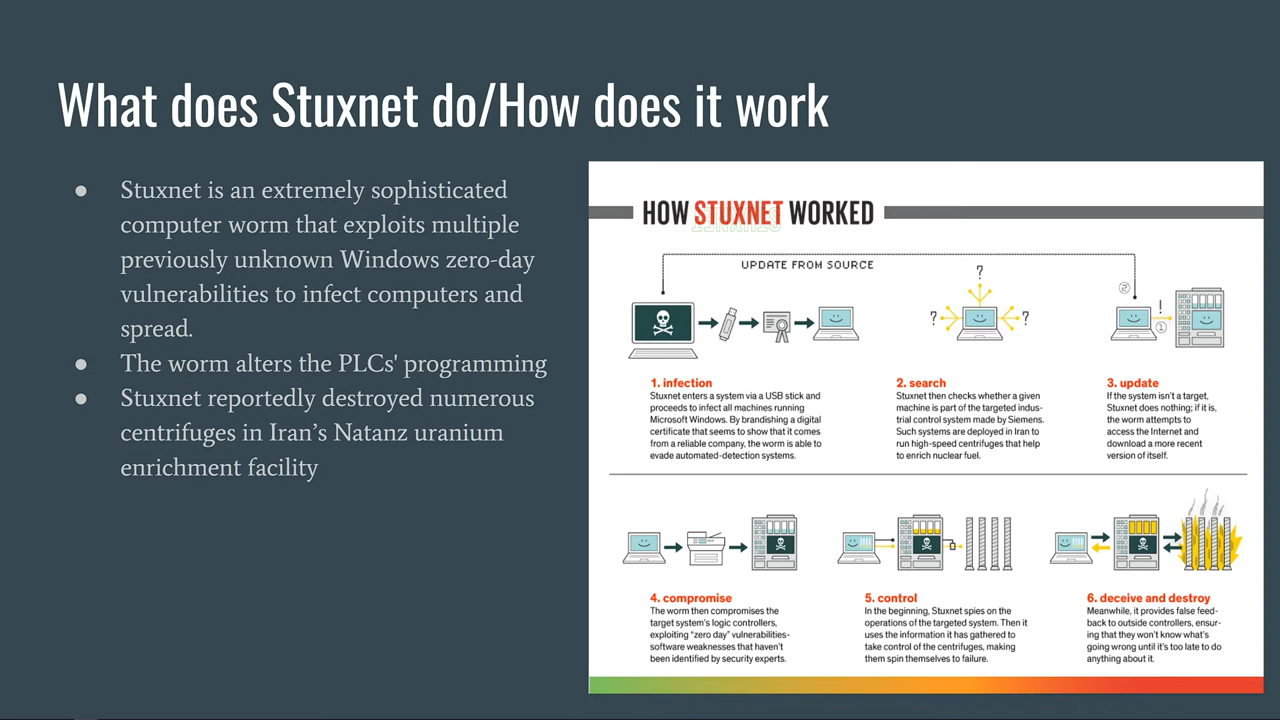 What does Stuxnet do/How does it work
● Stuxnet is an extremely sophisticated
computer worm that exploits multiple
previously unknown Windows zero-day
vulnerabilities to infect computers and
spread.
● The worm alters the PLCs' programming
● Stuxnet reportedly destroyed numerous
centrifuges in Iran’s Natanz uranium
enrichment facility
HOW STUXNET WORKED
UPDATE FROM SOURCE
?
?
?
!
②
①
1. infection
Stuxnet enters a system via a USB stick and
proceeds to infect all machines running
Microsoft Windows. By brandishing a digital
certificate that seems to show that it comes
from a reliable company, the worm is able to
evade automated-detection systems.
2. search
Stuxnet then checks whether a given
machine is part of the targeted indus-
trial control system made by Siemens.
Such systems are deployed in Iran to
run high-speed centrifuges that help
to enrich nuclear fuel.
3. update
If the system isn’t a target,
Stuxnet does nothing; if it is,
the worm attempts to
access the Internet and
download a more recent
version of itself.
4. compromise
The worm then compromises the
target system’s logic controllers,
exploiting “zero day” vulnerabilities-
software weaknesses that haven’t
been identified by security experts.
5. control
In the beginning, Stuxnet spies on the
operations of the targeted system. Then it
uses the information it has gathered to
take control of the centrifuges, making
them spin themselves to failure.
6. deceive and destroy
Meanwhile, it provides false feed-
back to outside controllers, ensur-
ing that they won’t know what’s
going wrong until it’s too late to do
anything about it.